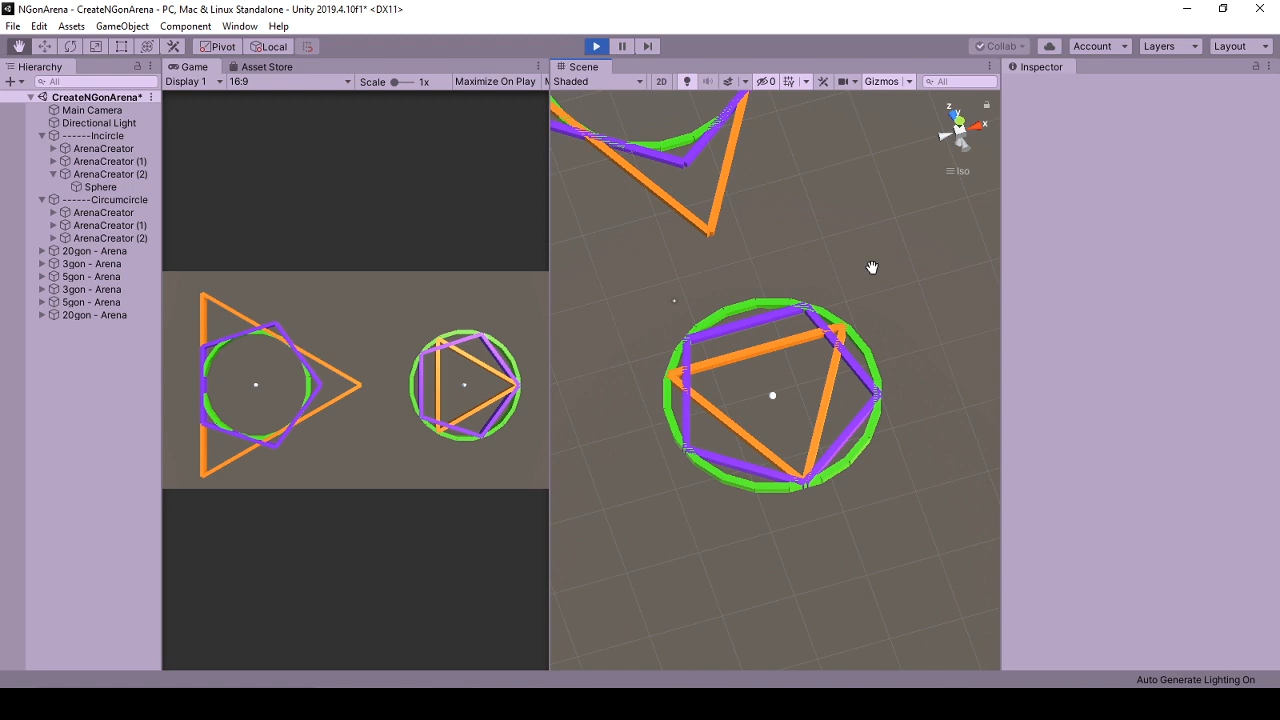 NGonArena - CreateNGonArena - PC, Mac & Linux Standalone - Unity 2019.4.10f1* <DX11>
File Edit Assets GameObject Component Window Help
Pivot Local Collab Account Layers Layout
Hierarchy Game Asset Store Scene Inspector
All Display 1 16:9 Scale 1x Maximize On Play Shaded 2D 0 Gizmos All
CreateNGonArena*
Main Camera
Directional Light
------Incircle
ArenaCreator
ArenaCreator (1)
ArenaCreator (2)
Sphere
------Circumcircle
ArenaCreator
ArenaCreator (1)
ArenaCreator (2)
20gon - Arena
3gon - Arena
5gon - Arena
3gon - Arena
5gon - Arena
20gon - Arena
z
y
x
Iso
Auto Generate Lighting On